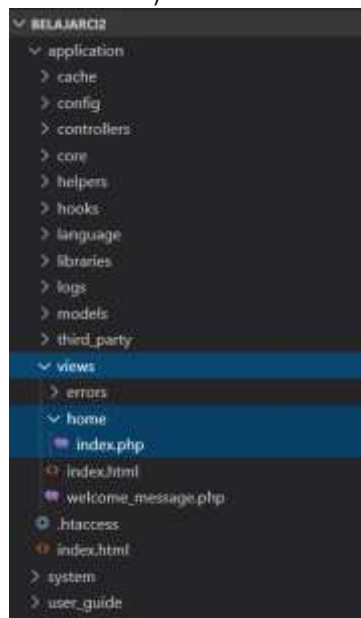 BELAJARCI2
application
cache
config
controllers
core
helpers
hooks
language
libraries
logs
models
third_party
views
errors
home
index.php
index.html
welcome_message.php
.htaccess
index.html
system
user_guide